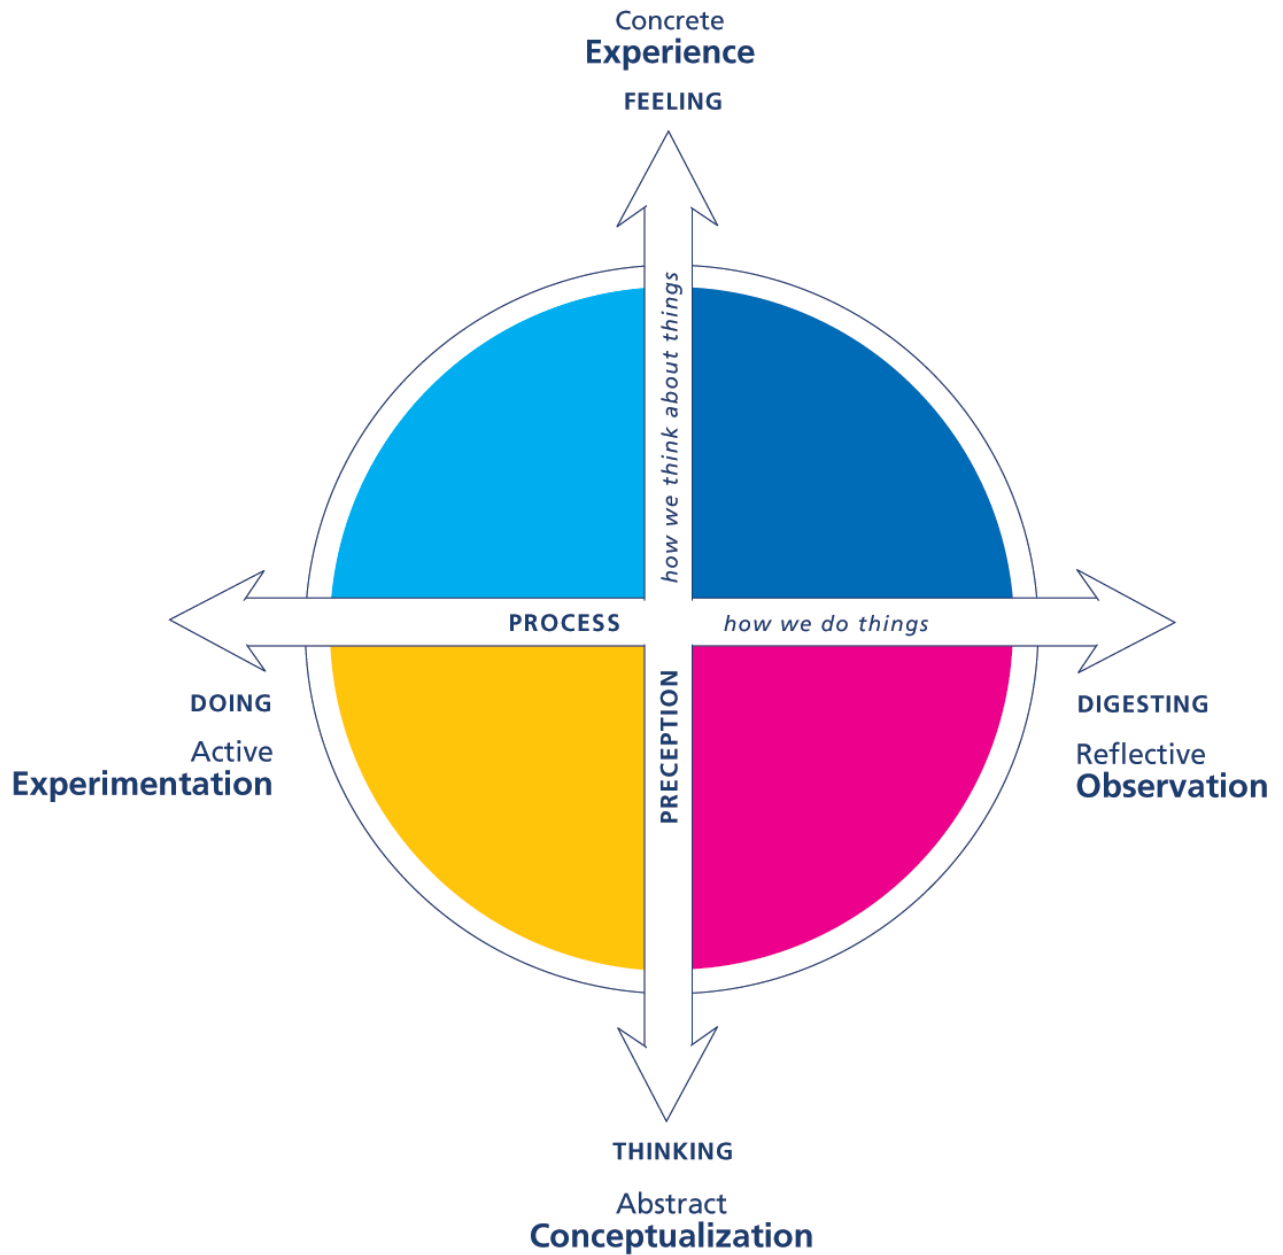 Concrete
Experience
FEELING
how we think about things
PROCESS
how we do things
PRECEPTION
DOING
Active
Experimentation
DIGESTING
Reflective
Observation
THINKING
Abstract
Conceptualization